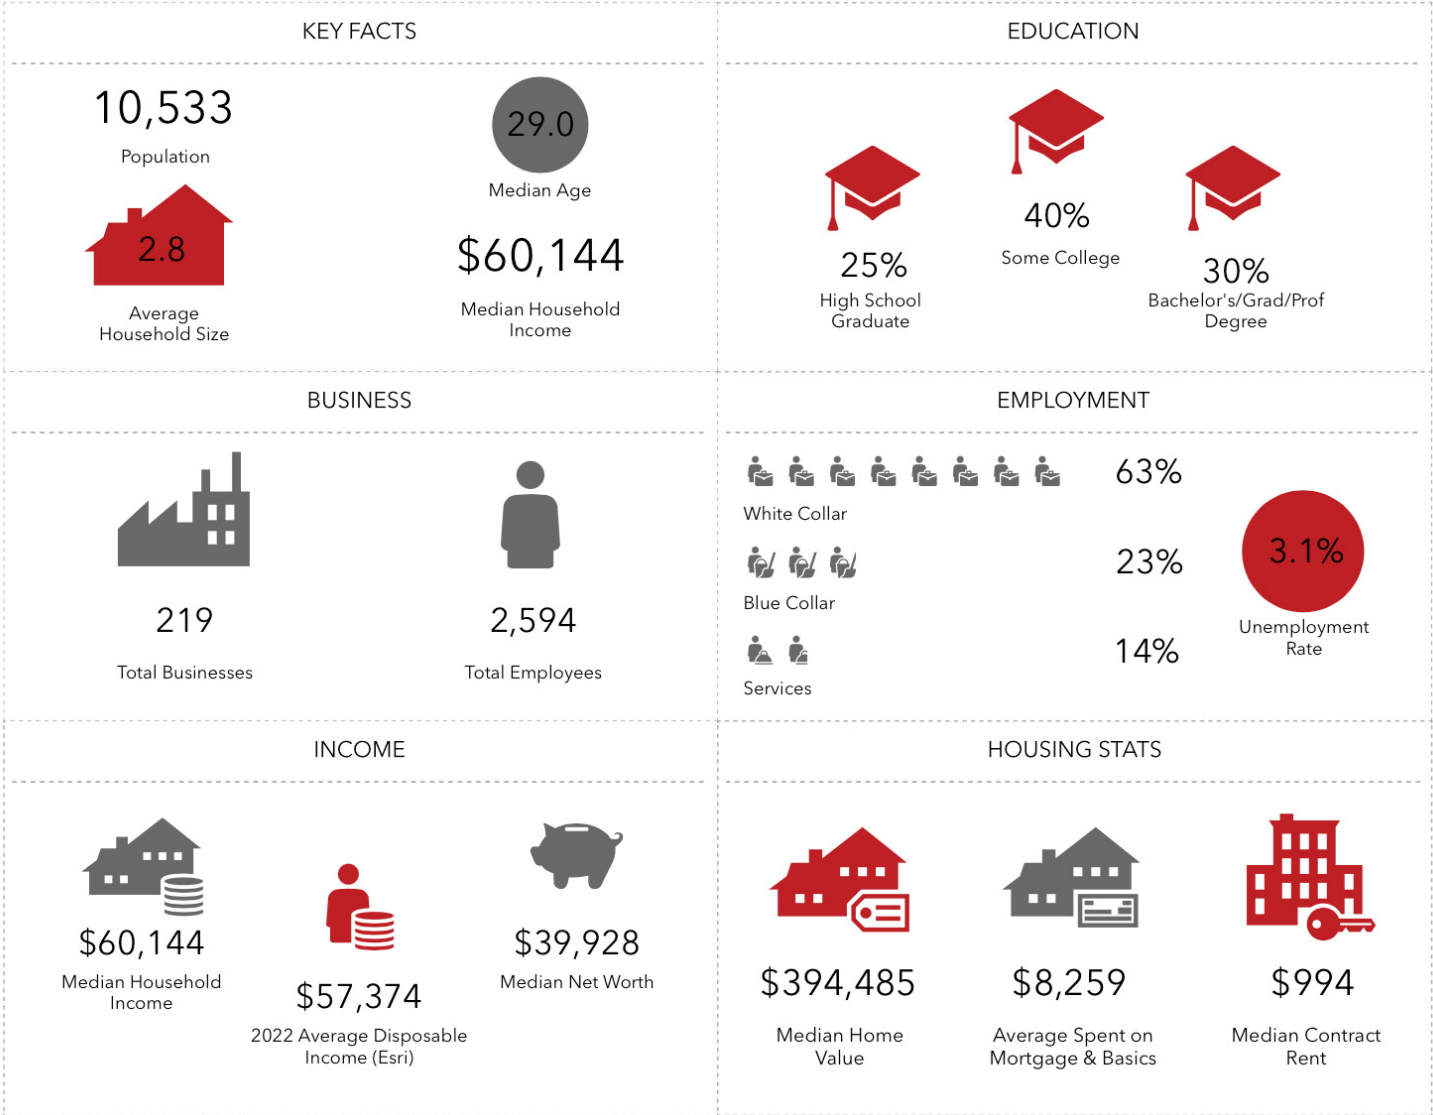 KEY FACTS
10,533
Population
29.0
Median Age
2.8
Average
Household Size
$60,144
Median Household
Income
EDUCATION
25%
High School
Graduate
40%
Some College
30%
Bachelor's/Grad/Prof
Degree
BUSINESS
219
Total Businesses
2,594
Total Employees
EMPLOYMENT
63%
White Collar
23%
Blue Collar
14%
Services
3.1%
Unemployment
Rate
INCOME
$60,144
Median Household
Income
$57,374
2022 Average Disposable
Income (Esri)
$39,928
Median Net Worth
HOUSING STATS
$394,485
Median Home
Value
$8,259
Average Spent on
Mortgage & Basics
$994
Median Contract
Rent